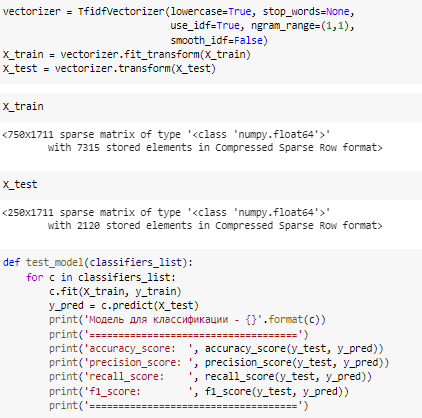 vectorizer = TfidfVectorizer(lowercase=True, stop_words=None,
use_idf=True, ngram_range=(1,1),
smooth_idf=False)
X_train = vectorizer.fit_transform(X_train)
X_test = vectorizer.transform(X_test)
X_train
<750x1711 sparse matrix of type '<class 'numpy.float64'>'
with 7315 stored elements in Compressed Sparse Row format>
X_test
<250x1711 sparse matrix of type '<class 'numpy.float64'>'
with 2120 stored elements in Compressed Sparse Row format>
def test_model(classifiers_list):
for c in classifiers_list:
c.fit(X_train, y_train)
y_pred = c.predict(X_test)
print('Модель для классификации - {}'.format(c))
print('====================================')
print('accuracy_score:  ', accuracy_score(y_test, y_pred))
print('precision_score: ', precision_score(y_test, y_pred))
print('recall_score:    ', recall_score(y_test, y_pred))
print('f1_score:        ', f1_score(y_test, y_pred))
print('====================================')